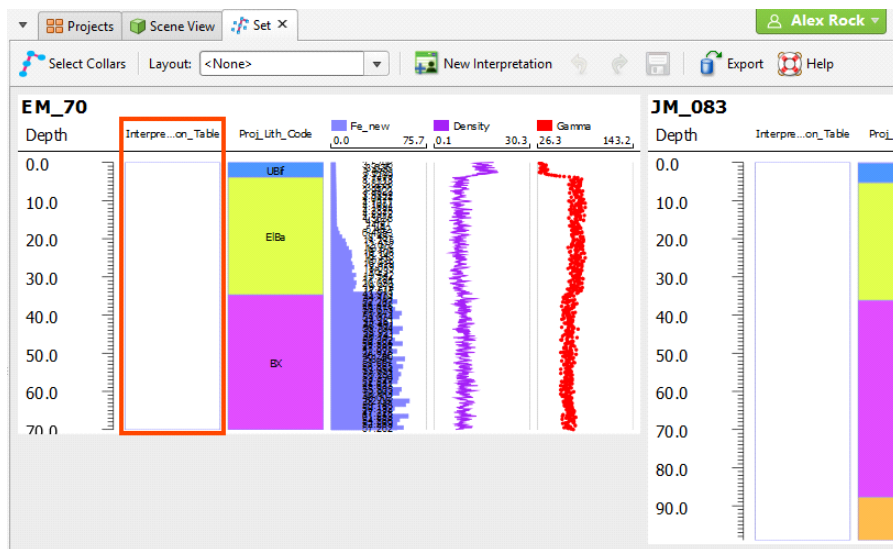 Projects Scene View Set Alex Rock
Select Collars Layout: <None> New Interpretation Export Help
EM_70
Depth Interpre...on_Table Proj_Lith_Code Fe_new Density Gamma
0.0 75.7 0.1 30.3 26.3 143.2
0.0
10.0
20.0
30.0
40.0
50.0
60.0
70.0
UBif
ElBa
BX
JM_083
Depth Interpre...on_Table Proj_
0.0
10.0
20.0
30.0
40.0
50.0
60.0
70.0
80.0
90.0